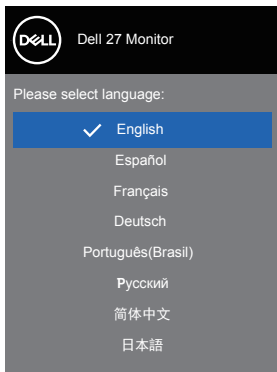 DELL
Dell 27 Monitor
Please select language:
English
Español
Français
Deutsch
Português(Brasil)
Русский
简体中文
日本語